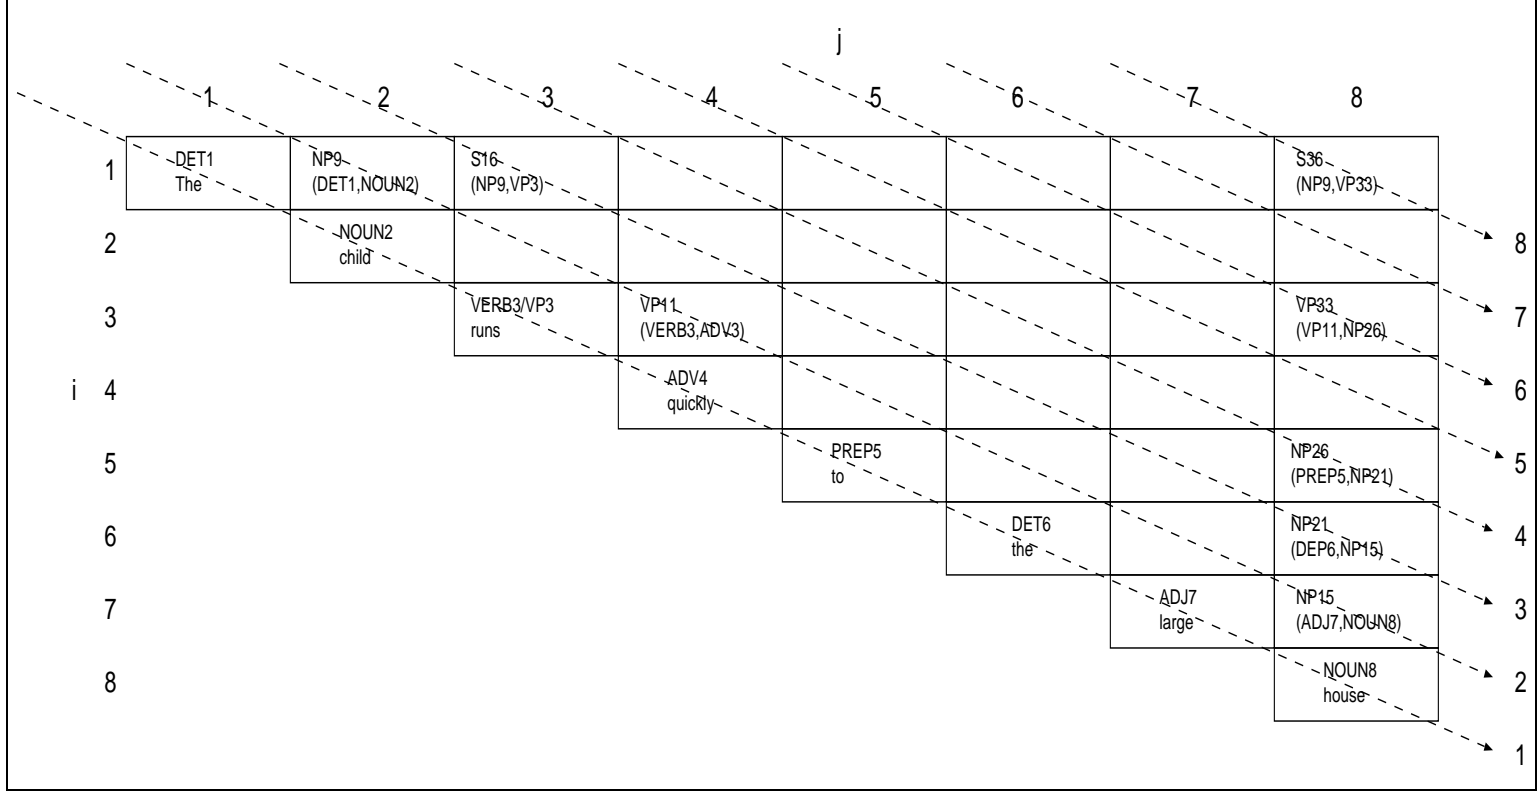 j
1 2 3 4 5 6 7 8
1 DET1 NP9 S16 S36
The (DET1,NOUN2) (NP9,VP3) (NP9,VP33)
2 NOUN2 8
child
3 VERB3/VP3 VP11 VP33 7
runs (VERB3,ADV3) (VP11,NP26)
i 4 ADV4 6
quickly
5 PREP5 NP26 5
to (PREP5,NP21)
6 DET6 NP21 4
the (DEP6,NP15)
7 ADJ7 NP15 3
large (ADJ7,NOUN8)
8 NOUN8 2
house
1